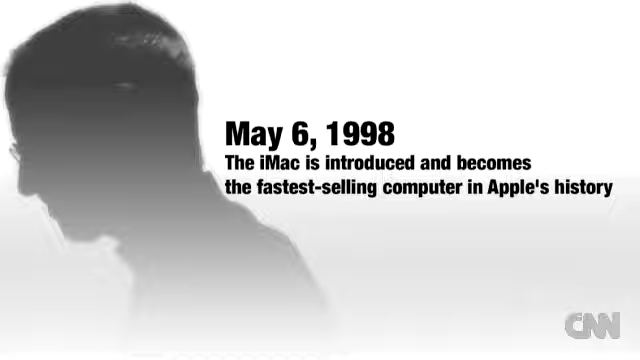 May 6, 1998
The iMac is introduced and becomes
the fastest-selling computer in Apple's history
CNN